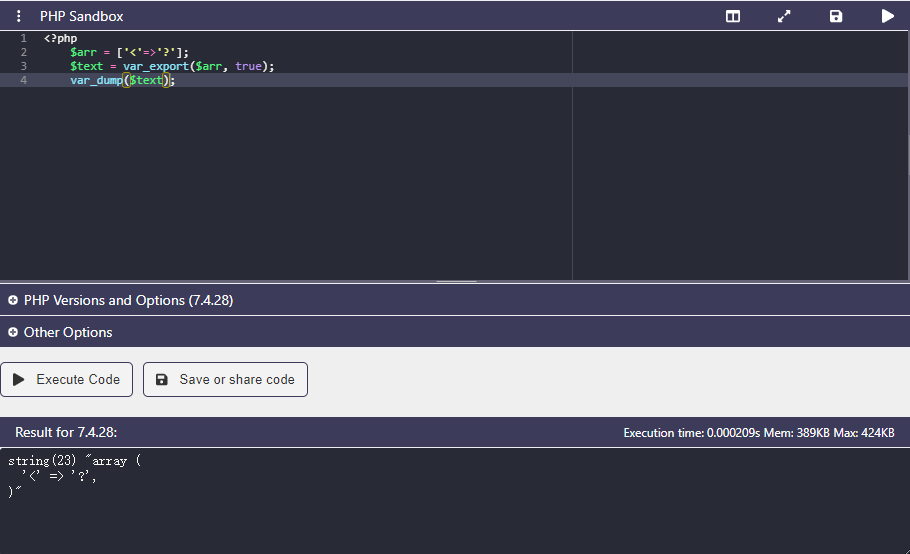 PHP Sandbox
1 <?php
2 $arr = ['<'=>'?'];
3 $text = var_export($arr, true);
4 var_dump($text);
PHP Versions and Options (7.4.28)
Other Options
Execute Code Save or share code
Result for 7.4.28: Execution time: 0.000209s Mem: 389KB Max: 424KB
string(23) "array (
'<' => '?',
)"